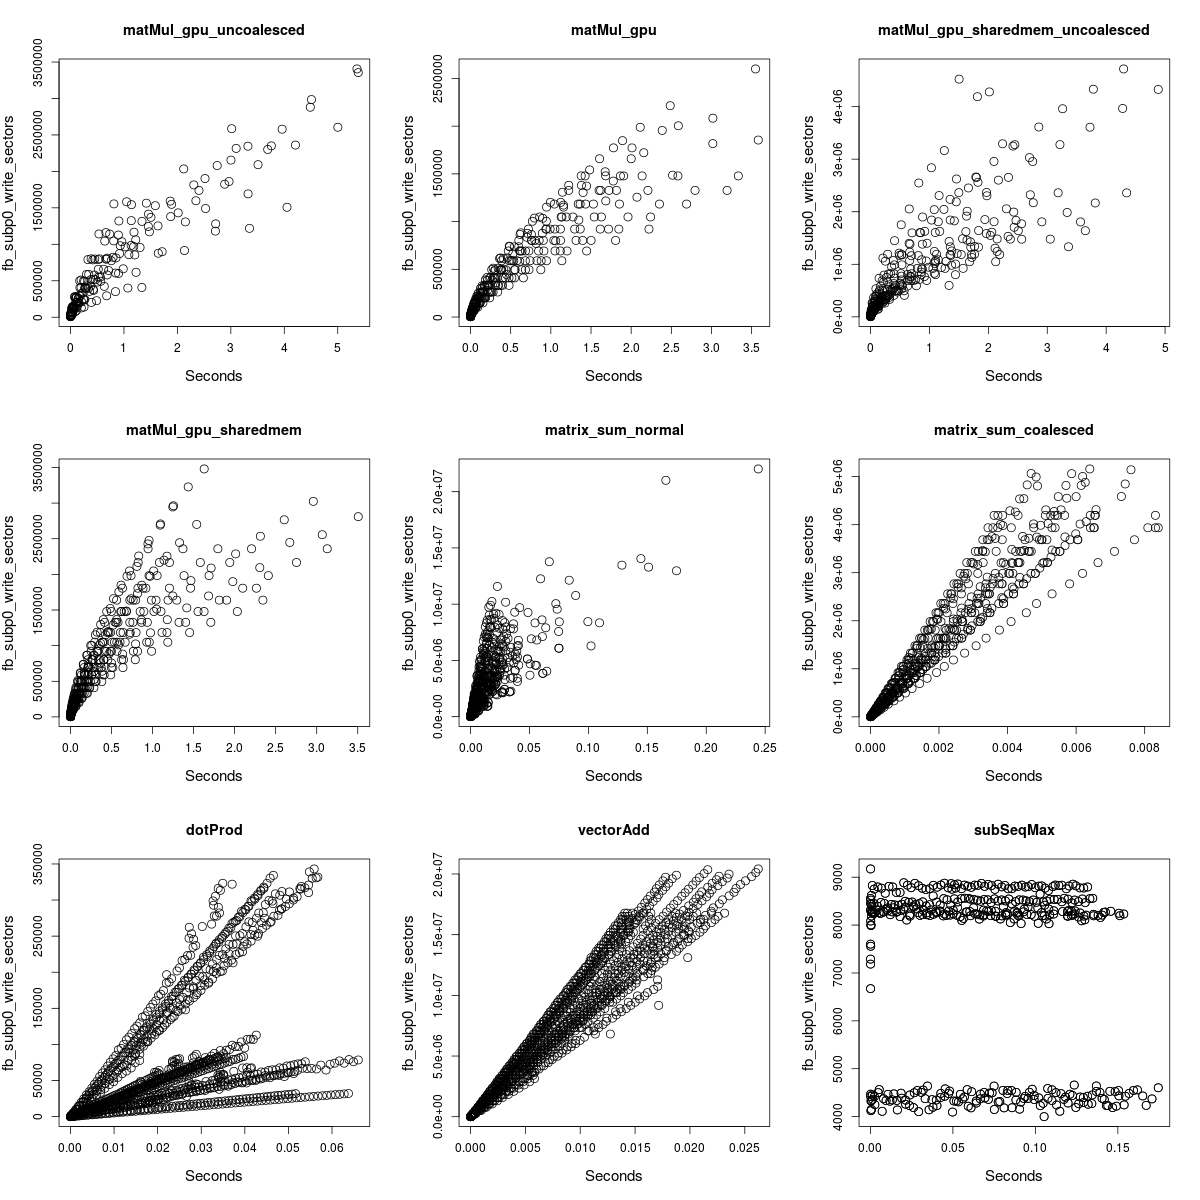 matMul_gpu_uncoalesced
fb_subp0_write_sectors
0 500000 1500000 2500000 3500000
0 1 2 3 4 5
Seconds
matMul_gpu
fb_subp0_write_sectors
0 500000 1500000 2500000
0.0 0.5 1.0 1.5 2.0 2.5 3.0 3.5
Seconds
matMul_gpu_sharedmem_uncoalesced
fb_subp0_write_sectors
0e+00 1e+06 2e+06 3e+06 4e+06
0 1 2 3 4 5
Seconds
matMul_gpu_sharedmem
fb_subp0_write_sectors
0 500000 1500000 2500000 3500000
0.0 0.5 1.0 1.5 2.0 2.5 3.0 3.5
Seconds
matrix_sum_normal
fb_subp0_write_sectors
0.0e+00 5.0e+06 1.0e+07 1.5e+07 2.0e+07
0.00 0.05 0.10 0.15 0.20 0.25
Seconds
matrix_sum_coalesced
fb_subp0_write_sectors
0e+00 1e+06 2e+06 3e+06 4e+06 5e+06
0.000 0.002 0.004 0.006 0.008
Seconds
dotProd
fb_subp0_write_sectors
0 50000 150000 250000 350000
0.00 0.01 0.02 0.03 0.04 0.05 0.06
Seconds
vectorAdd
fb_subp0_write_sectors
0.0e+00 5.0e+06 1.0e+07 1.5e+07 2.0e+07
0.000 0.005 0.010 0.015 0.020 0.025
Seconds
subSeqMax
fb_subp0_write_sectors
4000 5000 6000 7000 8000 9000
0.00 0.05 0.10 0.15
Seconds